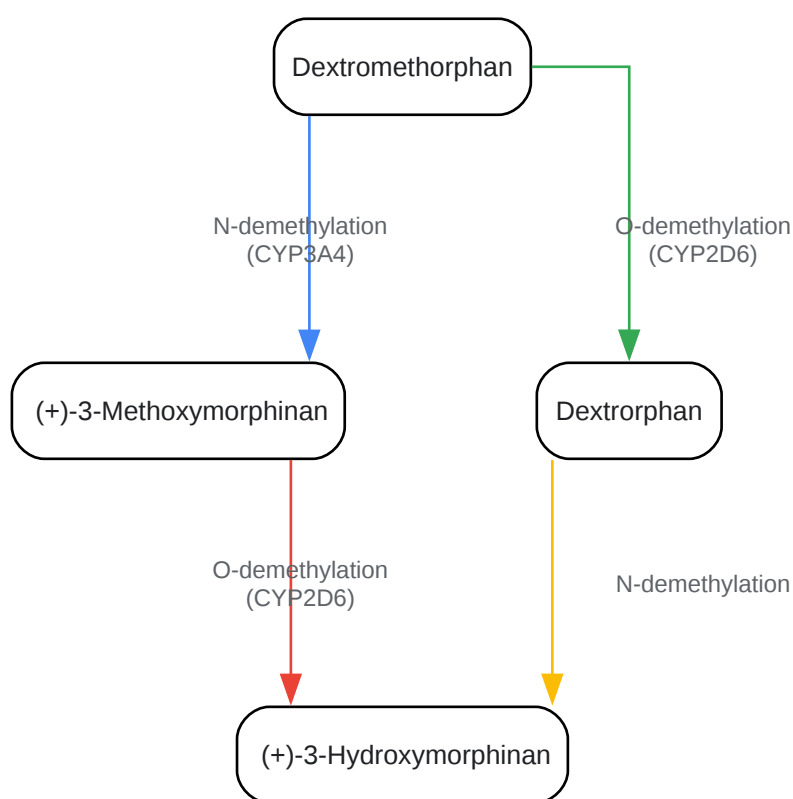 Dextromethorphan
N-demethylation
(CYP3A4)
O-demethylation
(CYP2D6)
(+)-3-Methoxymorphinan
Dextrorphan
O-demethylation
(CYP2D6)
N-demethylation
(+)-3-Hydroxymorphinan